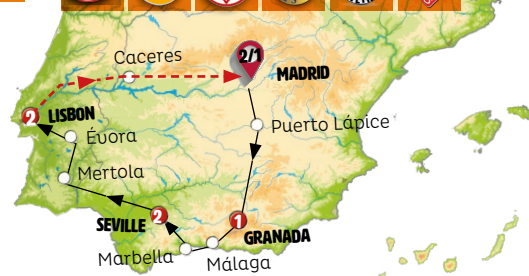 Caceres
2/1
MADRID
2 LISBON
Puerto Lápice
Évora
Mertola
SEVILLE 2
1
GRANADA
Marbella
Málaga